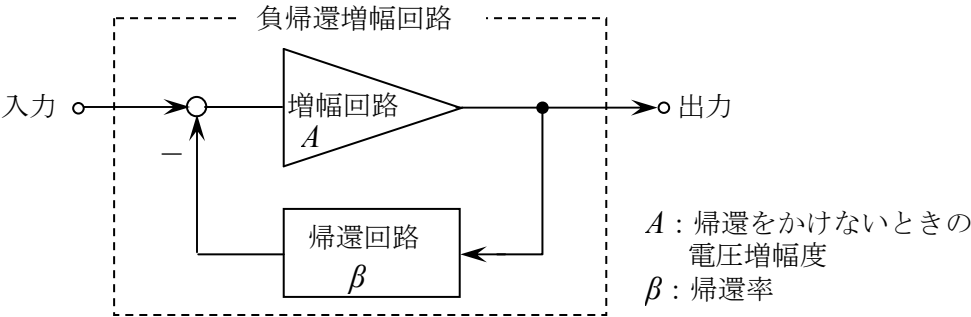 負帰還増幅回路
入力
増幅回路
A
出力
−
帰還回路
β
A：帰還をかけないときの
電圧増幅度
β：帰還率